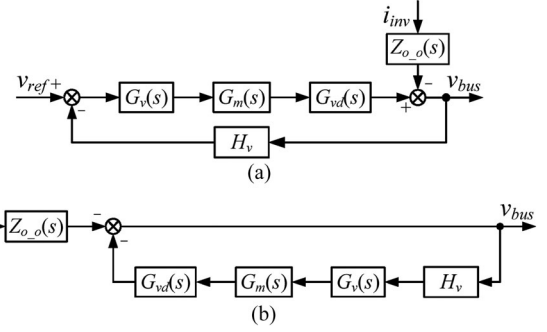 i_inv
Z_o_o(s)
v_ref + - G_v(s) G_m(s) G_vd(s) + - v_bus
H_v
(a)
Z_o_o(s) - - v_bus
G_vd(s) G_m(s) G_v(s) H_v
(b)